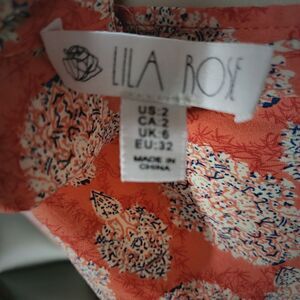 LILA ROSE
US:2
CA:2
UK:6
EU:32
MADE IN
CHINA